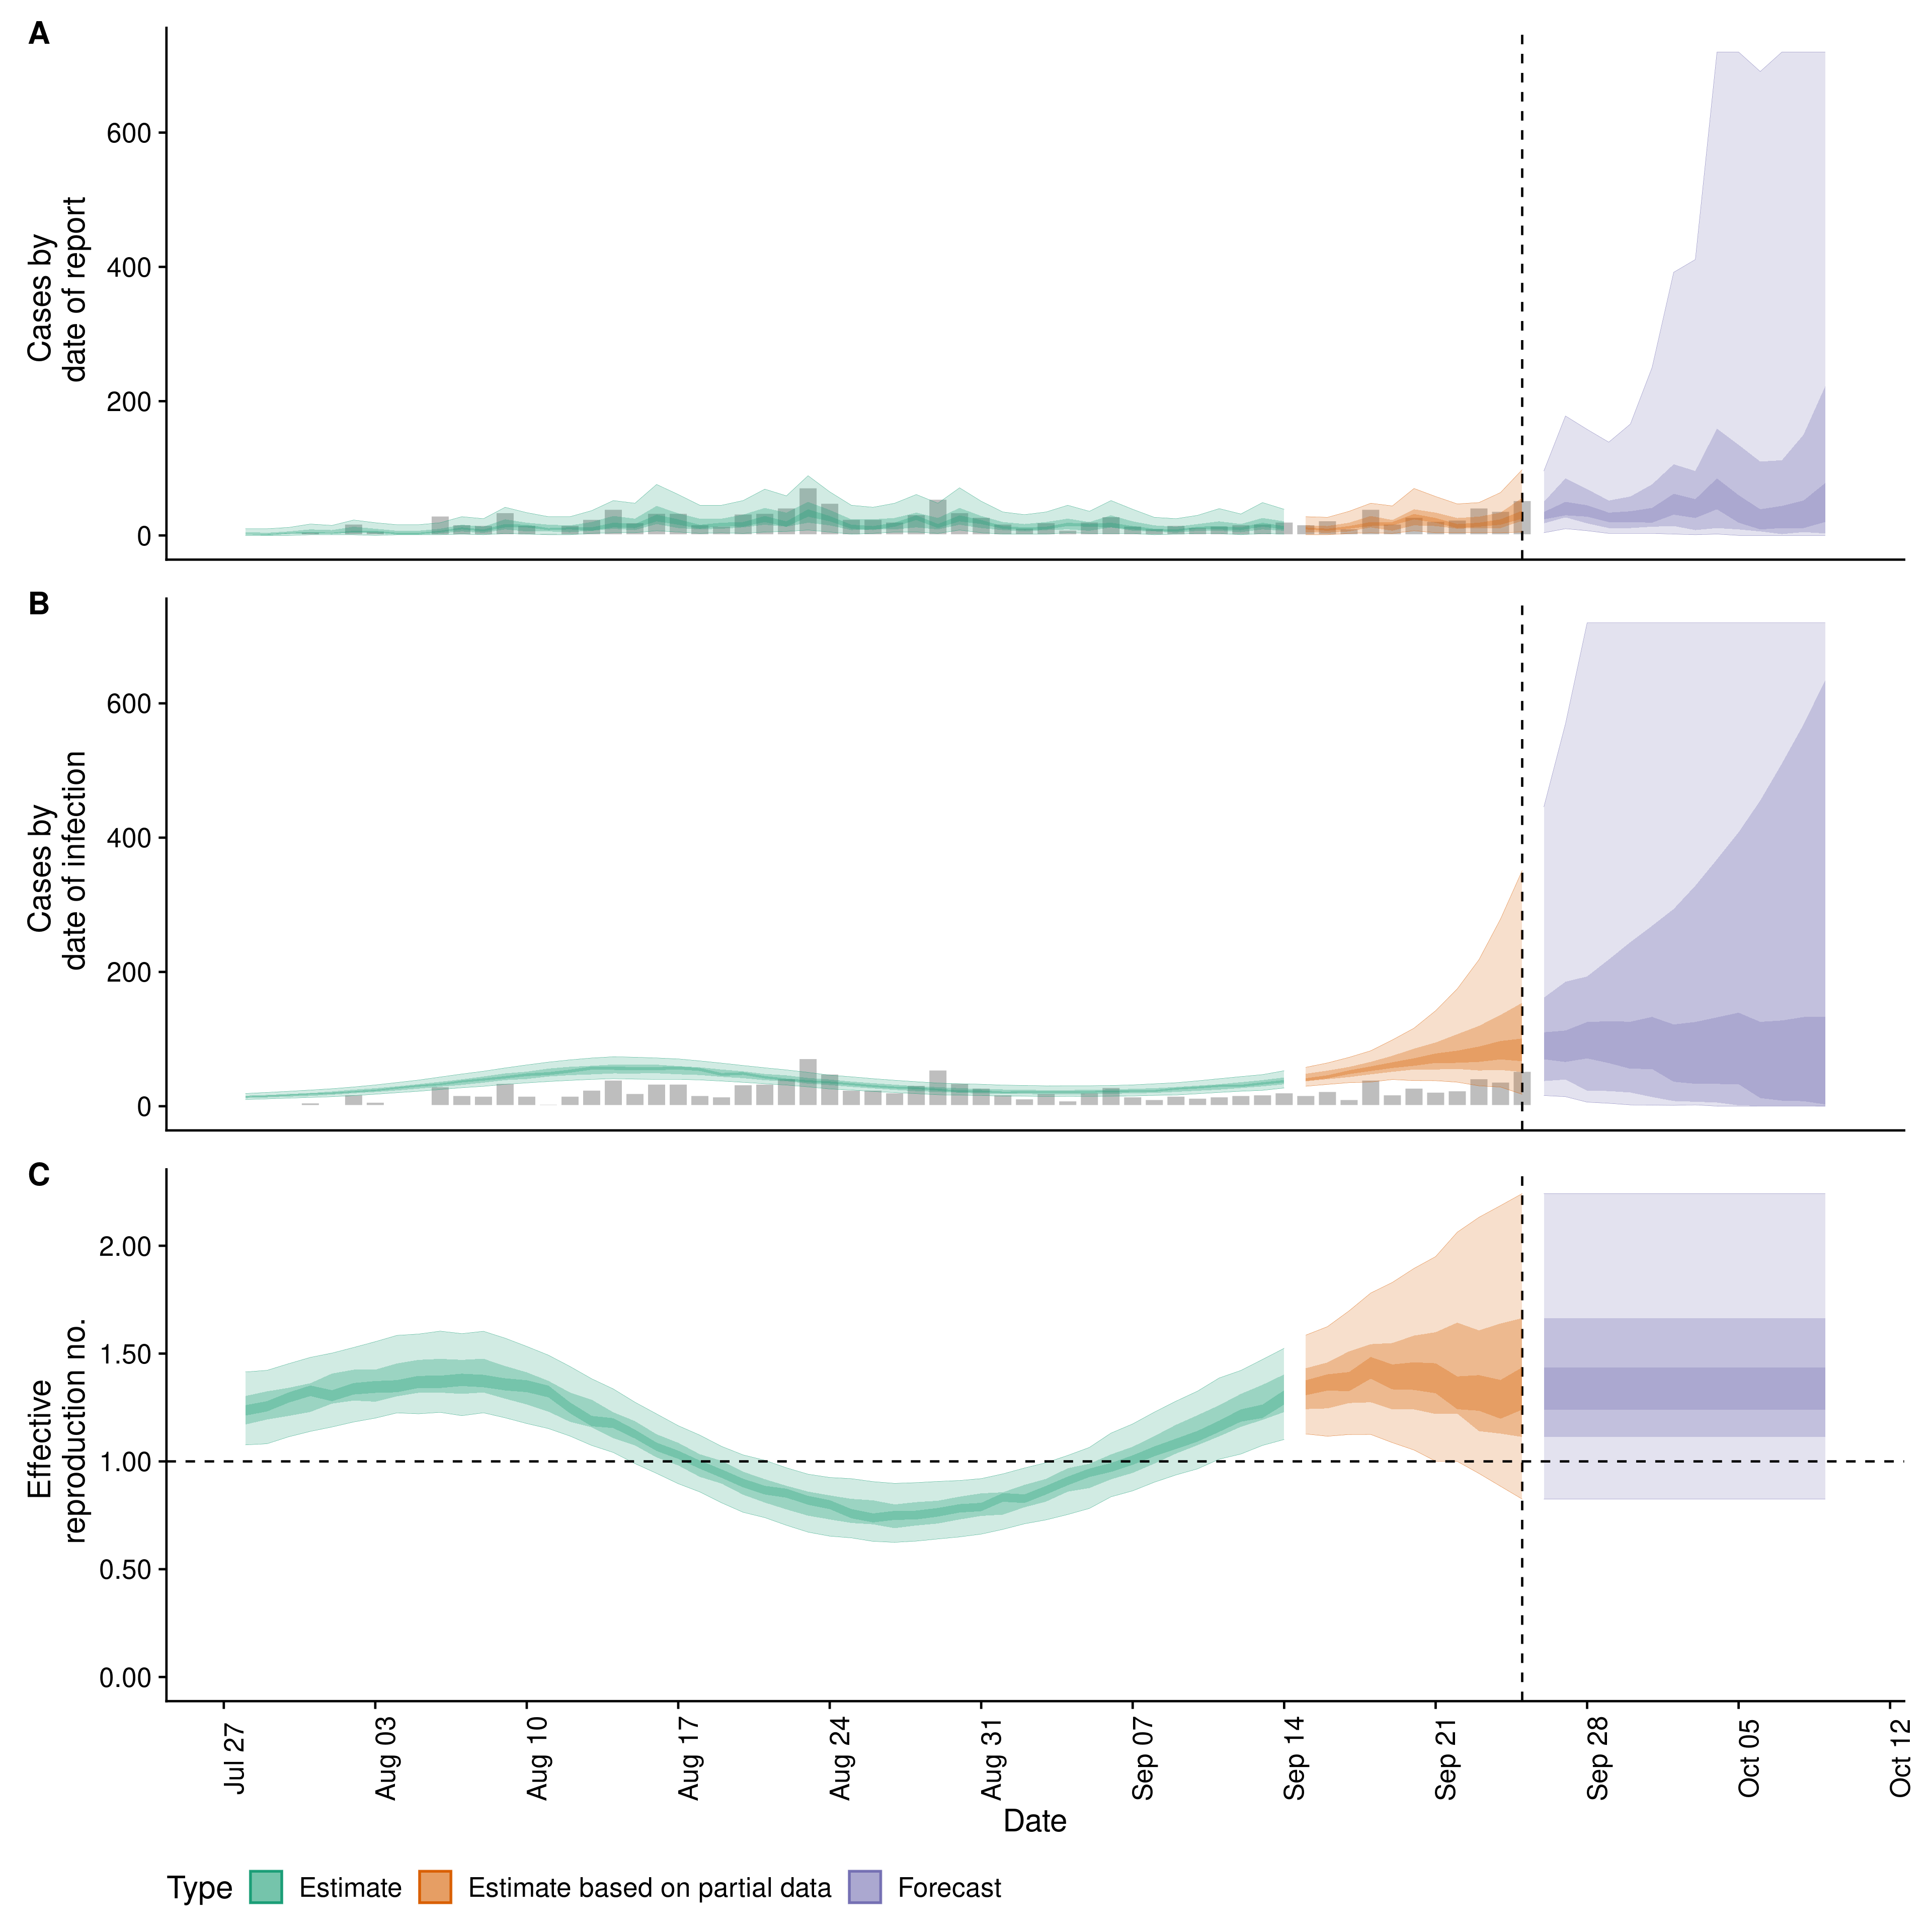 A
Cases by
date of report
600
400
200
0
B
Cases by
date of infection
600
400
200
0
C
Effective
reproduction no.
2.00
1.50
1.00
0.50
0.00
Jul 27
Aug 03
Aug 10
Aug 17
Aug 24
Aug 31
Sep 07
Sep 14
Sep 21
Sep 28
Oct 05
Oct 12
Date
Type Estimate Estimate based on partial data Forecast